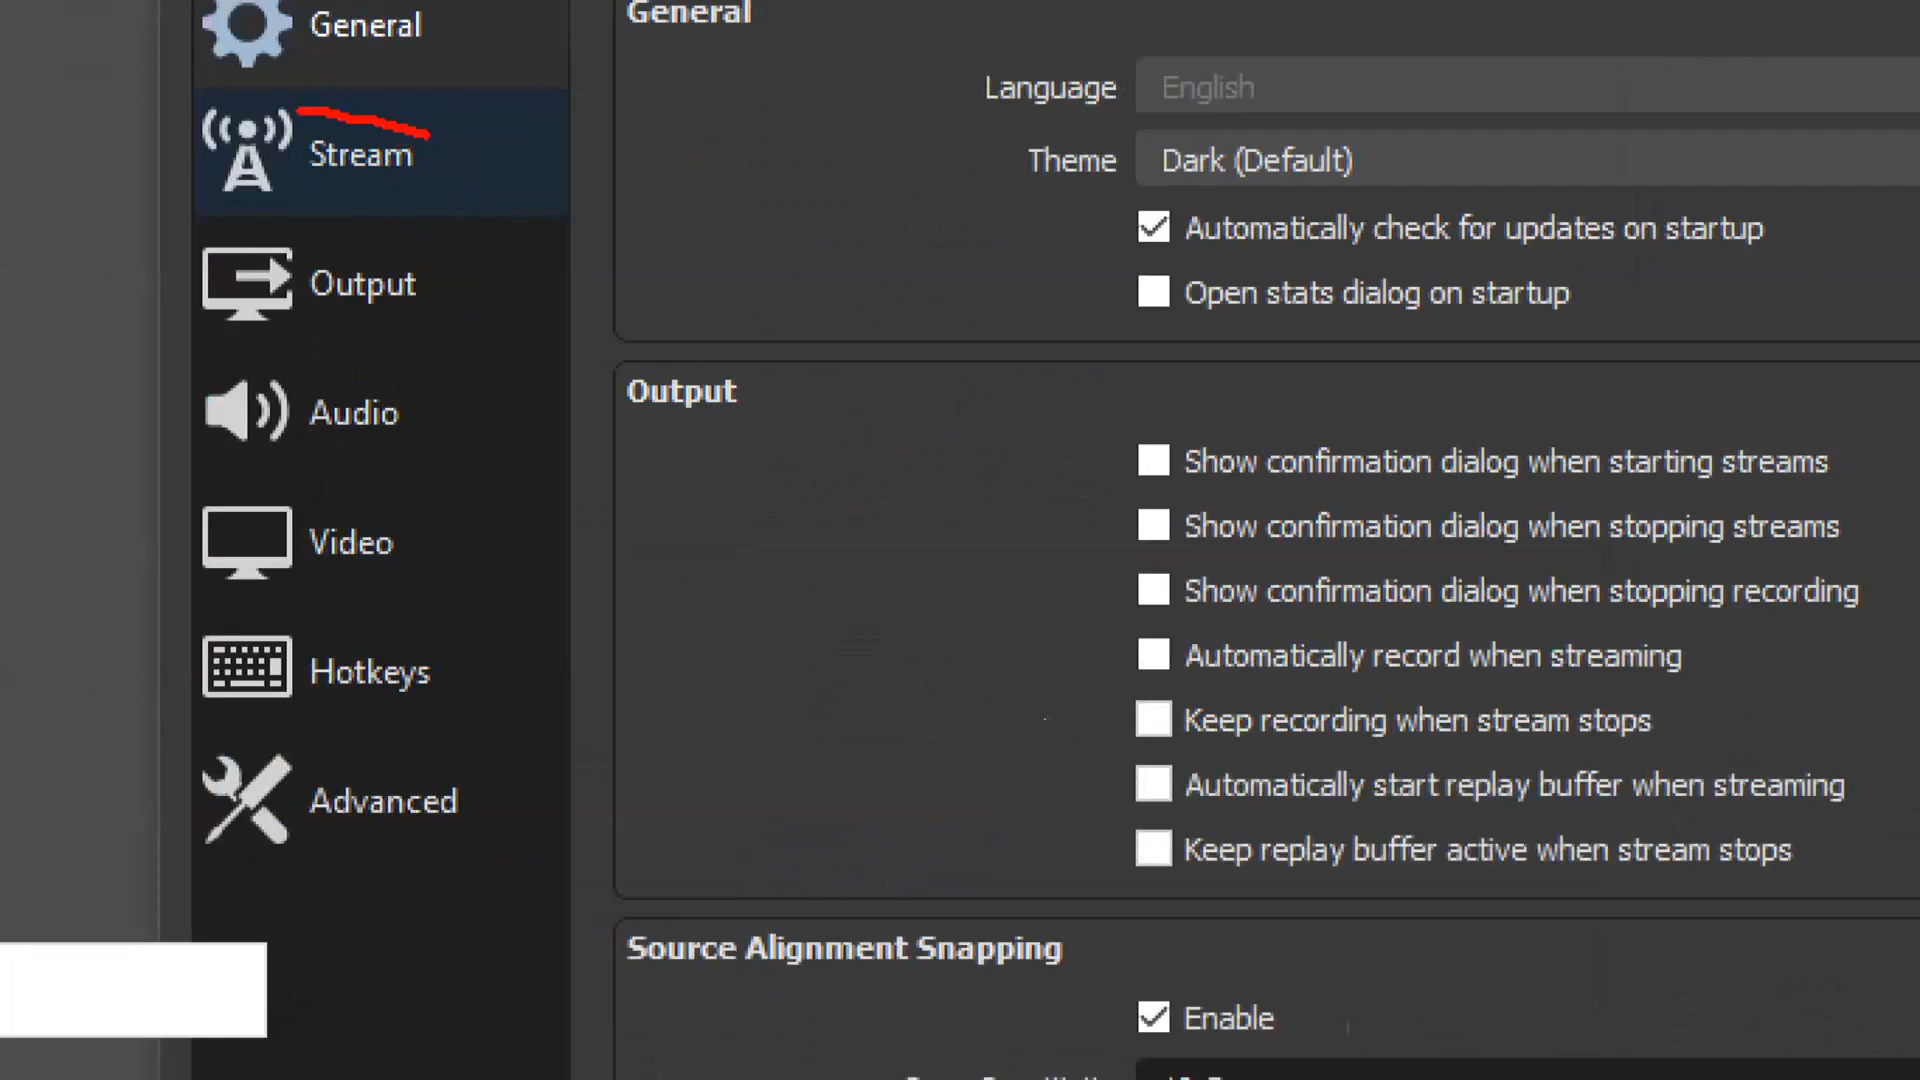 General
Stream
Output
Audio
Video
Hotkeys
Advanced
General
Language English
Theme Dark (Default)
Automatically check for updates on startup
Open stats dialog on startup
Output
Show confirmation dialog when starting streams
Show confirmation dialog when stopping streams
Show confirmation dialog when stopping recording
Automatically record when streaming
Keep recording when stream stops
Automatically start replay buffer when streaming
Keep replay buffer active when stream stops
Source Alignment Snapping
Enable